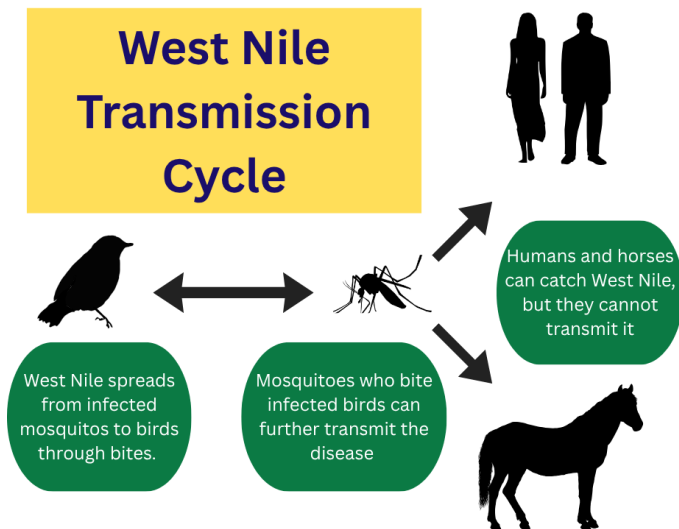 West Nile
Transmission
Cycle
Humans and horses
can catch West Nile,
but they cannot
transmit it
West Nile spreads
from infected
mosquitos to birds
through bites.
Mosquitoes who bite
infected birds can
further transmit the
disease